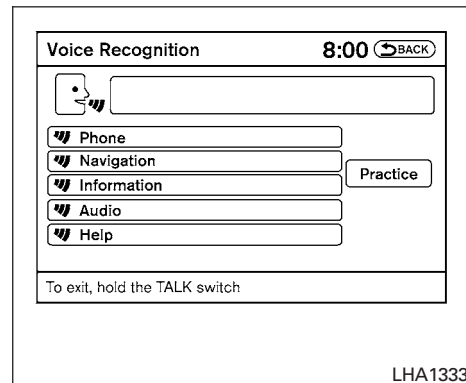 Voice Recognition 8:00 BACK
Phone
Navigation
Information
Audio
Help
Practice
To exit, hold the TALK switch
LHA1333